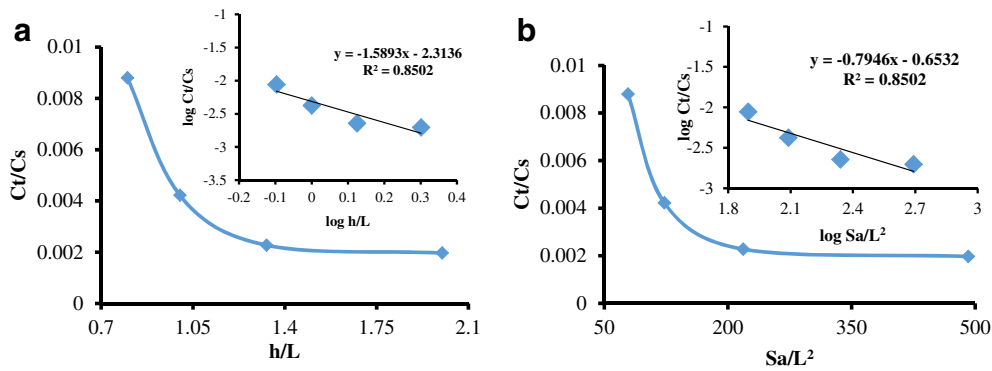 a
Ct/Cs
0.01
0.008
0.006
0.004
0.002
0
0.7 1.05 1.4 1.75 2.1
h/L
log Ct/Cs
-1
-1.5
-2
-2.5
-3
-3.5
-0.2 -0.1 0 0.1 0.2 0.3 0.4
log h/L
y = -1.5893x - 2.3136
R² = 0.8502
b
Ct/Cs
0.01
0.008
0.006
0.004
0.002
0
50 200 350 500
Sa/L²
log Ct/Cs
-1
-1.5
-2
-2.5
-3
1.8 2.1 2.4 2.7 3
log Sa/L²
y = -0.7946x - 0.6532
R² = 0.8502